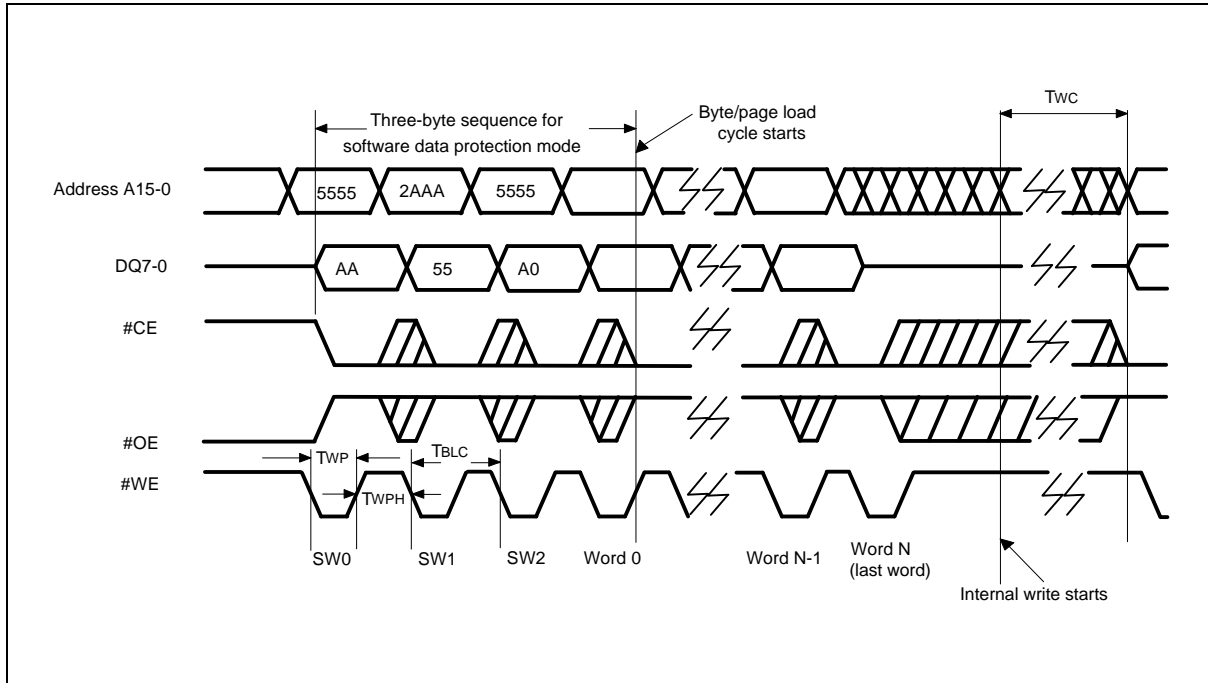 TWC
Three-byte sequence for
software data protection mode
Byte/page load
cycle starts
Address A15-0
5555
2AAA
5555
DQ7-0
AA
55
A0
#CE
#OE
TWP
TBLC
#WE
TWPH
SW0
SW1
SW2
Word 0
Word N-1
Word N
(last word)
Internal write starts